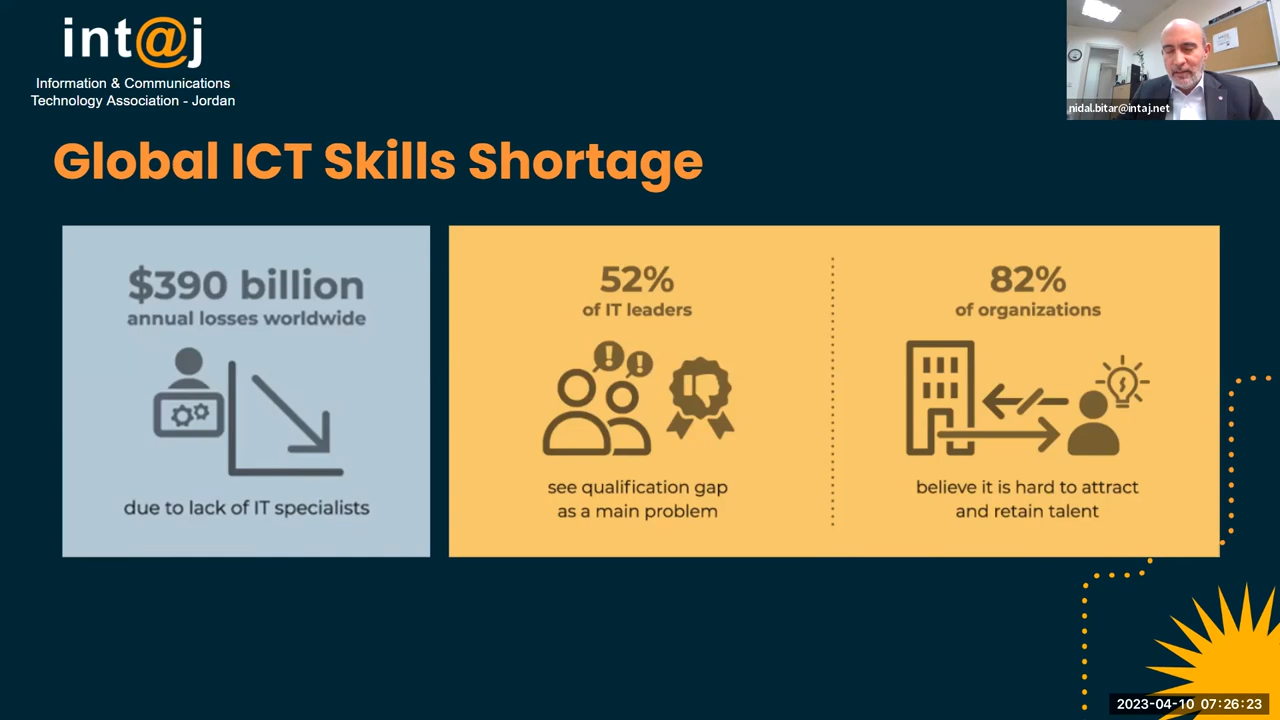 int@j
Information & Communications
Technology Association - Jordan
nidal.bitar@intaj.net
Global ICT Skills Shortage
$390 billion
annual losses worldwide
due to lack of IT specialists
52%
of IT leaders
see qualification gap
as a main problem
82%
of organizations
believe it is hard to attract
and retain talent
2023-04-10 07:26:23